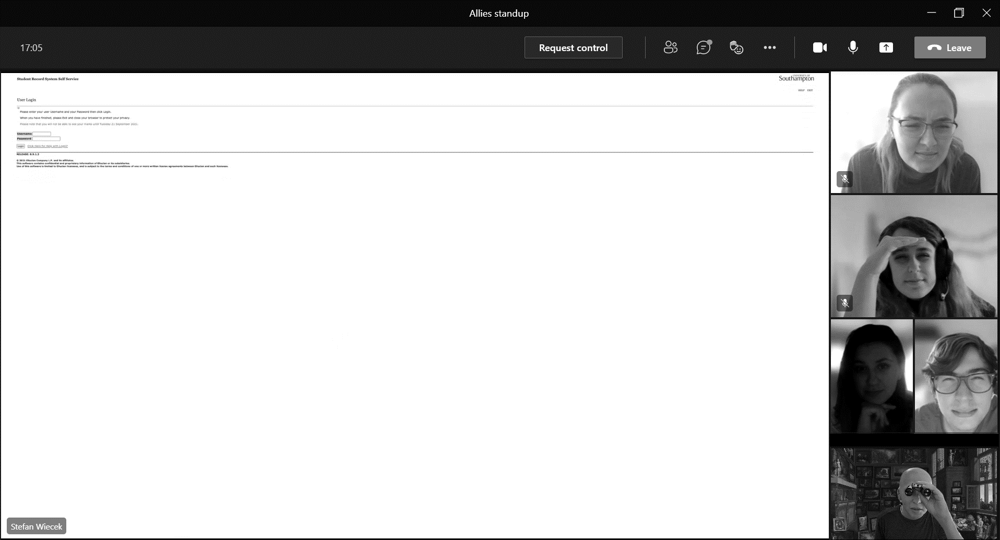 Allies standup
17:05
Request control
Leave
Student Record System Self Service
UNIVERSITY OF
Southampton
HELP EXIT
User Login
Please enter your user Username and your Password then click Login.
When you have finished, please Exit and close your browser to protect your privacy.
Please note that you will not be able to see your marks until Tuesday 21 September 2021.
Username
Password
Login Click Here for Help with Login?
RELEASE: 8.9.1.3
© 2021 Ellucian Company L.P. and its affiliates.
This software contains confidential and proprietary information of Ellucian or its subsidiaries.
Use of this software is limited to Ellucian licensees, and is subject to the terms and conditions of one or more written license agreements between Ellucian and such licensees.
Stefan Wiecek